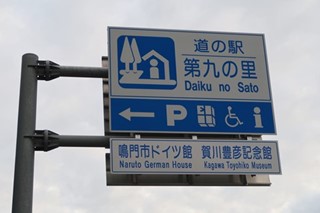 道の駅
第九の里
Daiku no Sato
P
鳴門市ドイツ館 賀川豊彦記念館
Naruto German House Kagawa Toyohiko Museum